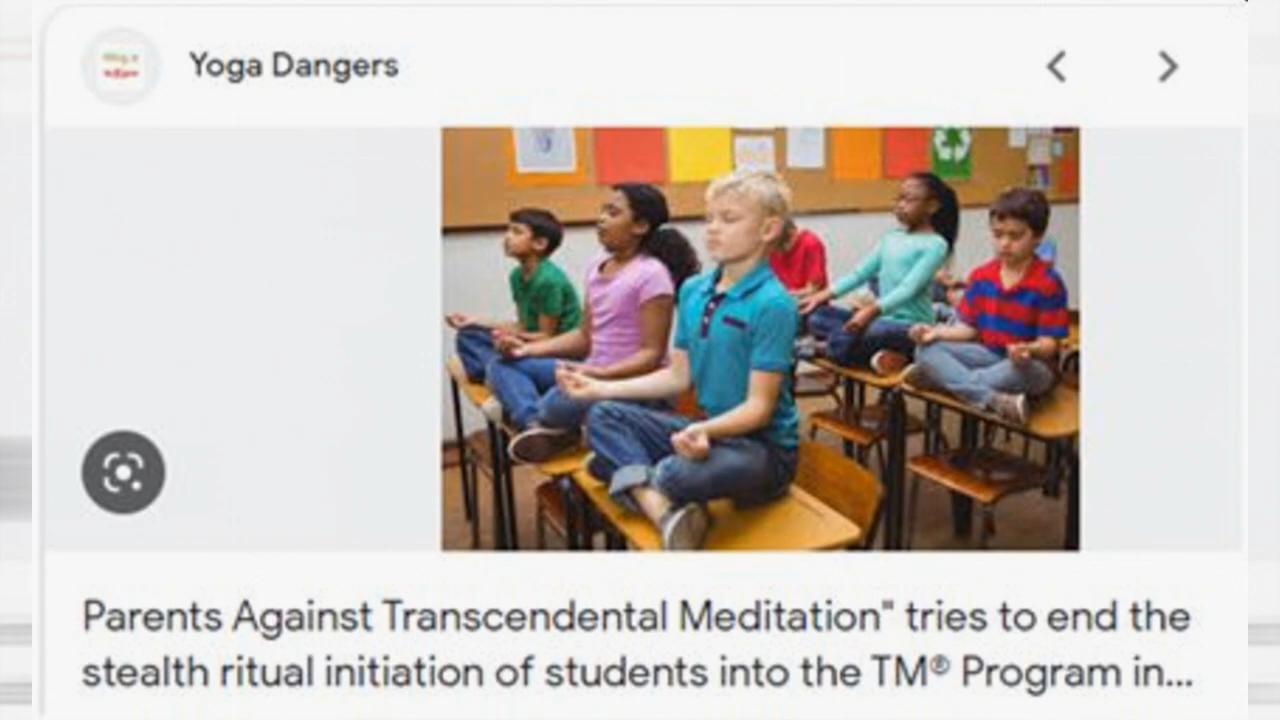 Yoga Dangers
Parents Against Transcendental Meditation" tries to end the
stealth ritual initiation of students into the TM® Program in...